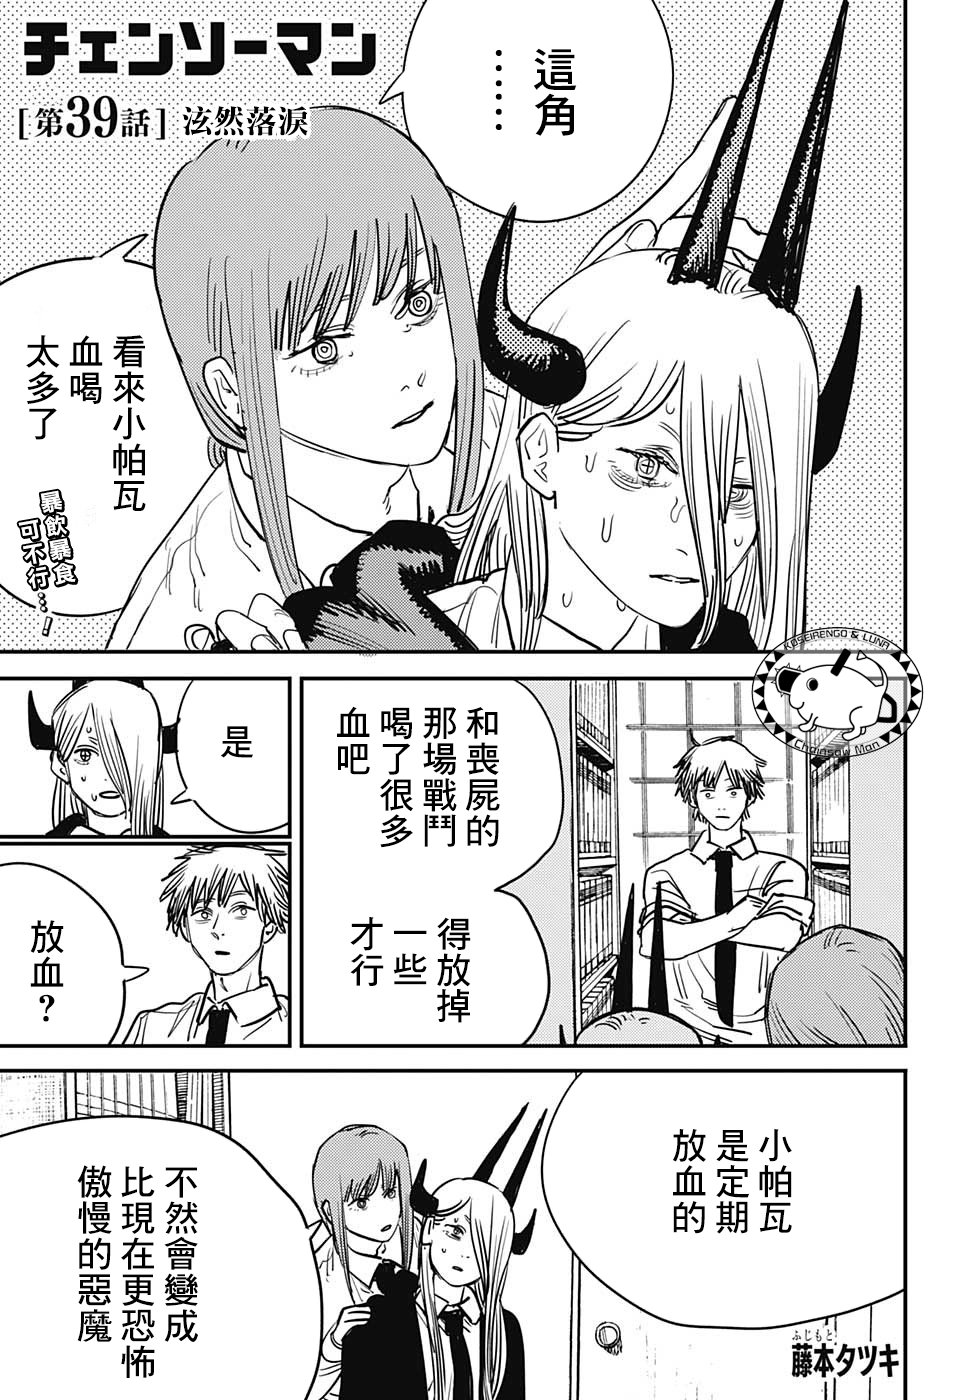 チェンソーマン
[第39話] 泫然落淚
這角
……
看來小帕瓦
血喝
太多了
暴飲暴食
可不行…!
KOSEIRENGO & LUNA
Chainsaw Man
和喪屍的
那場戰鬥
喝了很多
血吧
得放掉
一些
才行
是
放血?
小帕瓦
是定期
放血的
不然會變成
比現在更恐怖
傲慢的惡魔
ふじもと
藤本タツキ